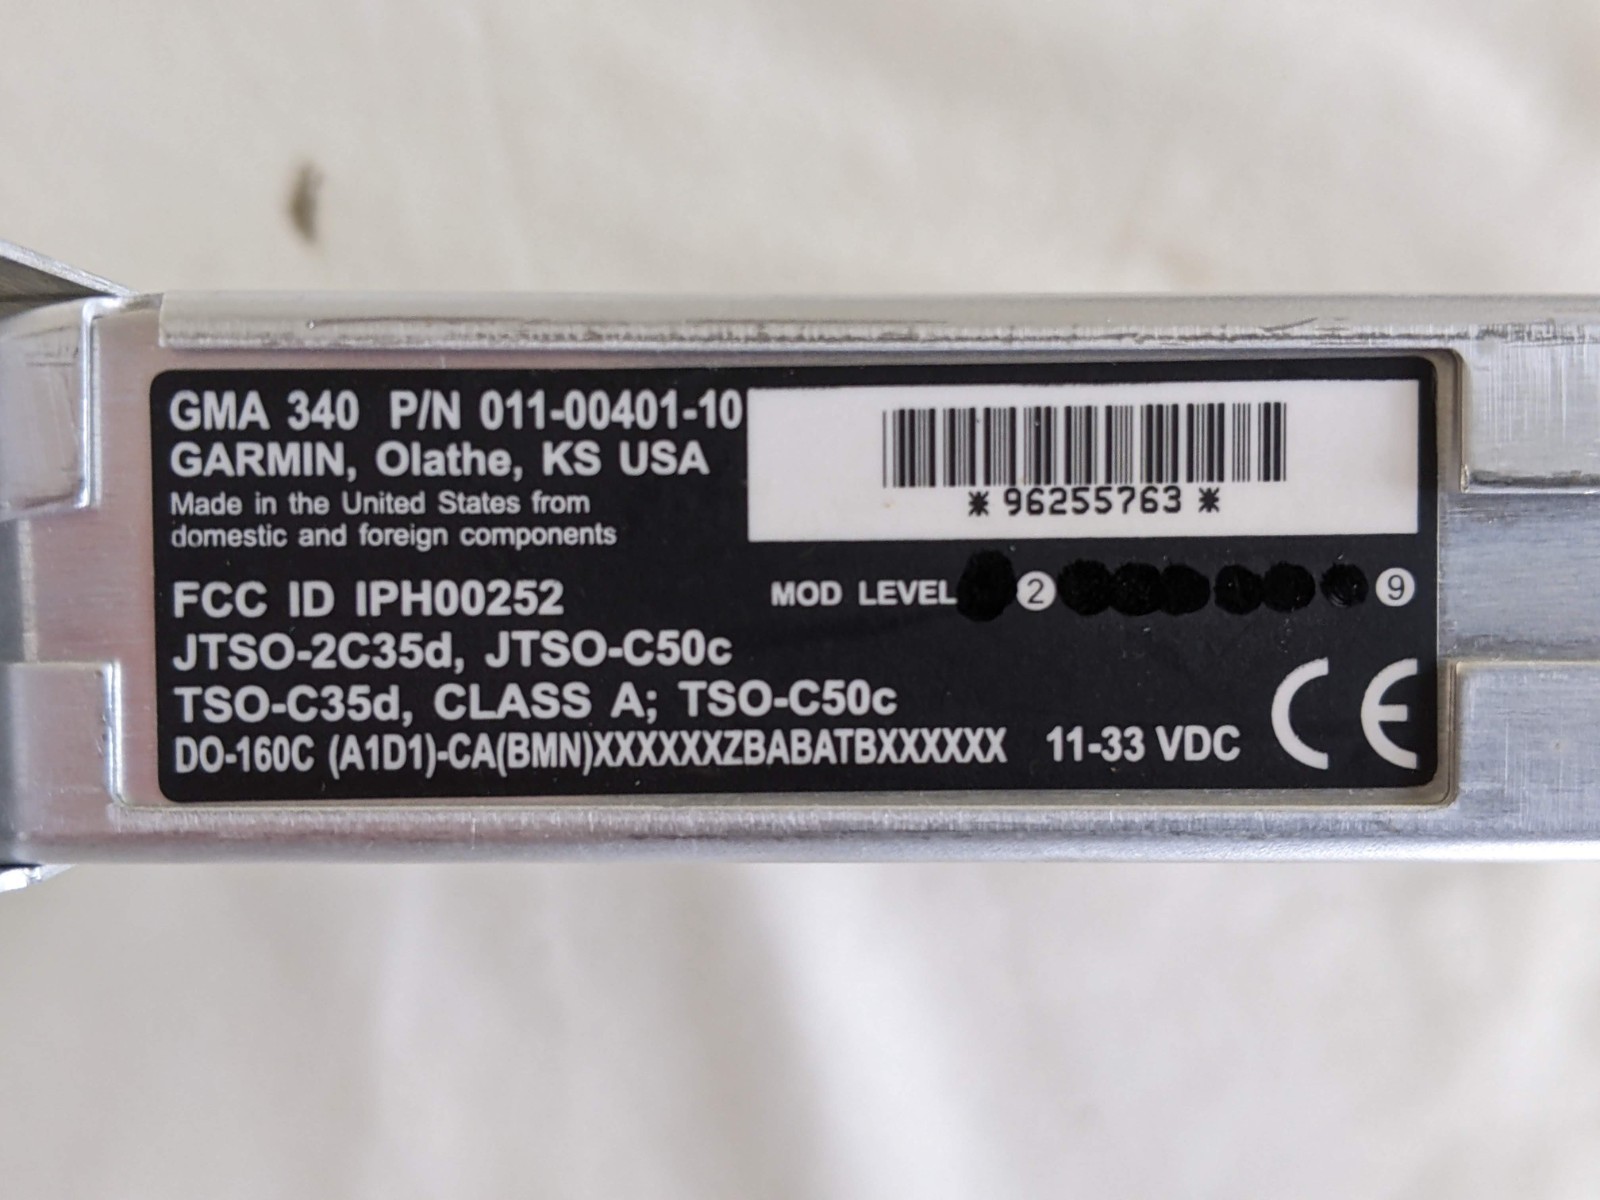 GMA 340 P/N 011-00401-10
GARMIN, Olathe, KS USA
Made in the United States from
domestic and foreign components
*96255763*
FCC ID IPH00252
MOD LEVEL 2 9
JTSO-2C35d, JTSO-C50c
TSO-C35d, CLASS A; TSO-C50c
DO-160C (A1D1)-CA(BMN)XXXXXXZBABATBXXXXXX 11-33 VDC
CE